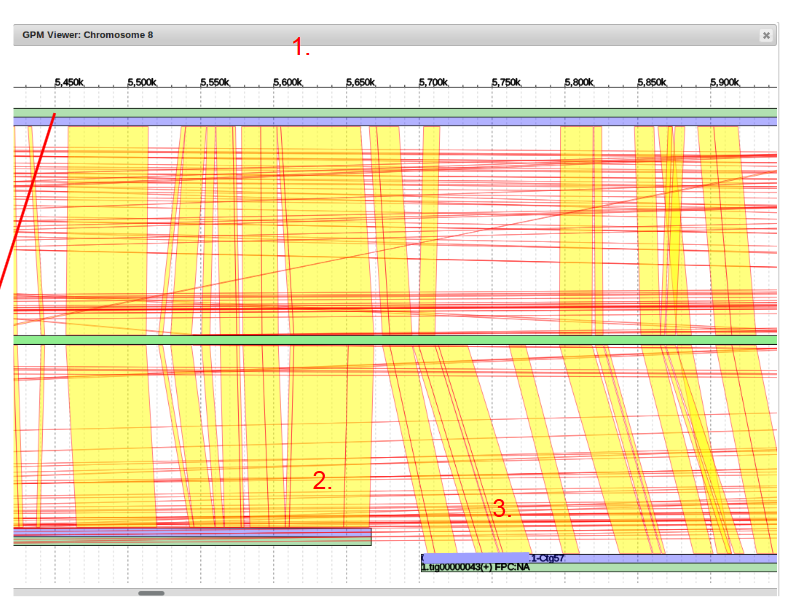 GPM Viewer: Chromosome 8
1.
5,450k 5,500k 5,550k 5,600k 5,650k 5,700k 5,750k 5,800k 5,850k 5,900k
2.
3.
.1-Ctg57
1.tig00000043(+) FPC:NA